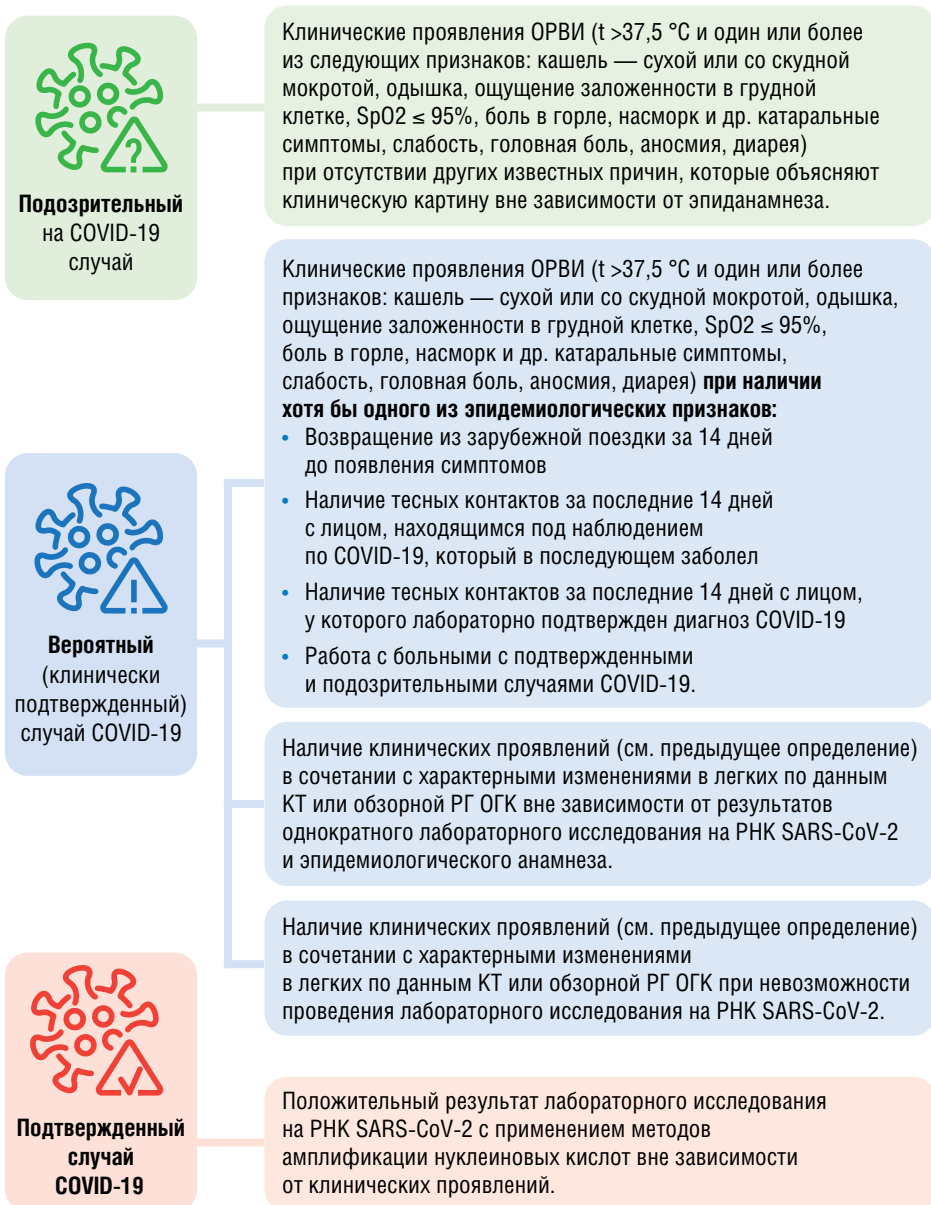 Подозрительный
на COVID-19
случай
Клинические проявления ОРВИ (t >37,5 °C и один или более
из следующих признаков: кашель — сухой или со скудной
мокротой, одышка, ощущение заложенности в грудной
клетке, SpO2 ≤ 95%, боль в горле, насморк и др. катаральные
симптомы, слабость, головная боль, аносмия, диарея)
при отсутствии других известных причин, которые объясняют
клиническую картину вне зависимости от эпиданамнеза.
Вероятный
(клинически
подтвержденный)
случай COVID-19
Клинические проявления ОРВИ (t >37,5 °C и один или более
признаков: кашель — сухой или со скудной мокротой, одышка,
ощущение заложенности в грудной клетке, SpO2 ≤ 95%,
боль в горле, насморк и др. катаральные симптомы,
слабость, головная боль, аносмия, диарея) при наличии
хотя бы одного из эпидемиологических признаков:
• Возвращение из зарубежной поездки за 14 дней
до появления симптомов
• Наличие тесных контактов за последние 14 дней
с лицом, находящимся под наблюдением
по COVID-19, который в последующем заболел
• Наличие тесных контактов за последние 14 дней с лицом,
у которого лабораторно подтвержден диагноз COVID-19
• Работа с больными с подтвержденными
и подозрительными случаями COVID-19.
Наличие клинических проявлений (см. предыдущее определение)
в сочетании с характерными изменениями в легких по данным
КТ или обзорной РГ ОГК вне зависимости от результатов
однократного лабораторного исследования на РНК SARS-CoV-2
и эпидемиологического анамнеза.
Наличие клинических проявлений (см. предыдущее определение)
в сочетании с характерными изменениями
в легких по данным КТ или обзорной РГ ОГК при невозможности
проведения лабораторного исследования на РНК SARS-CoV-2.
Подтвержденный
случай
COVID-19
Положительный результат лабораторного исследования
на РНК SARS-CoV-2 с применением методов
амплификации нуклеиновых кислот вне зависимости
от клинических проявлений.